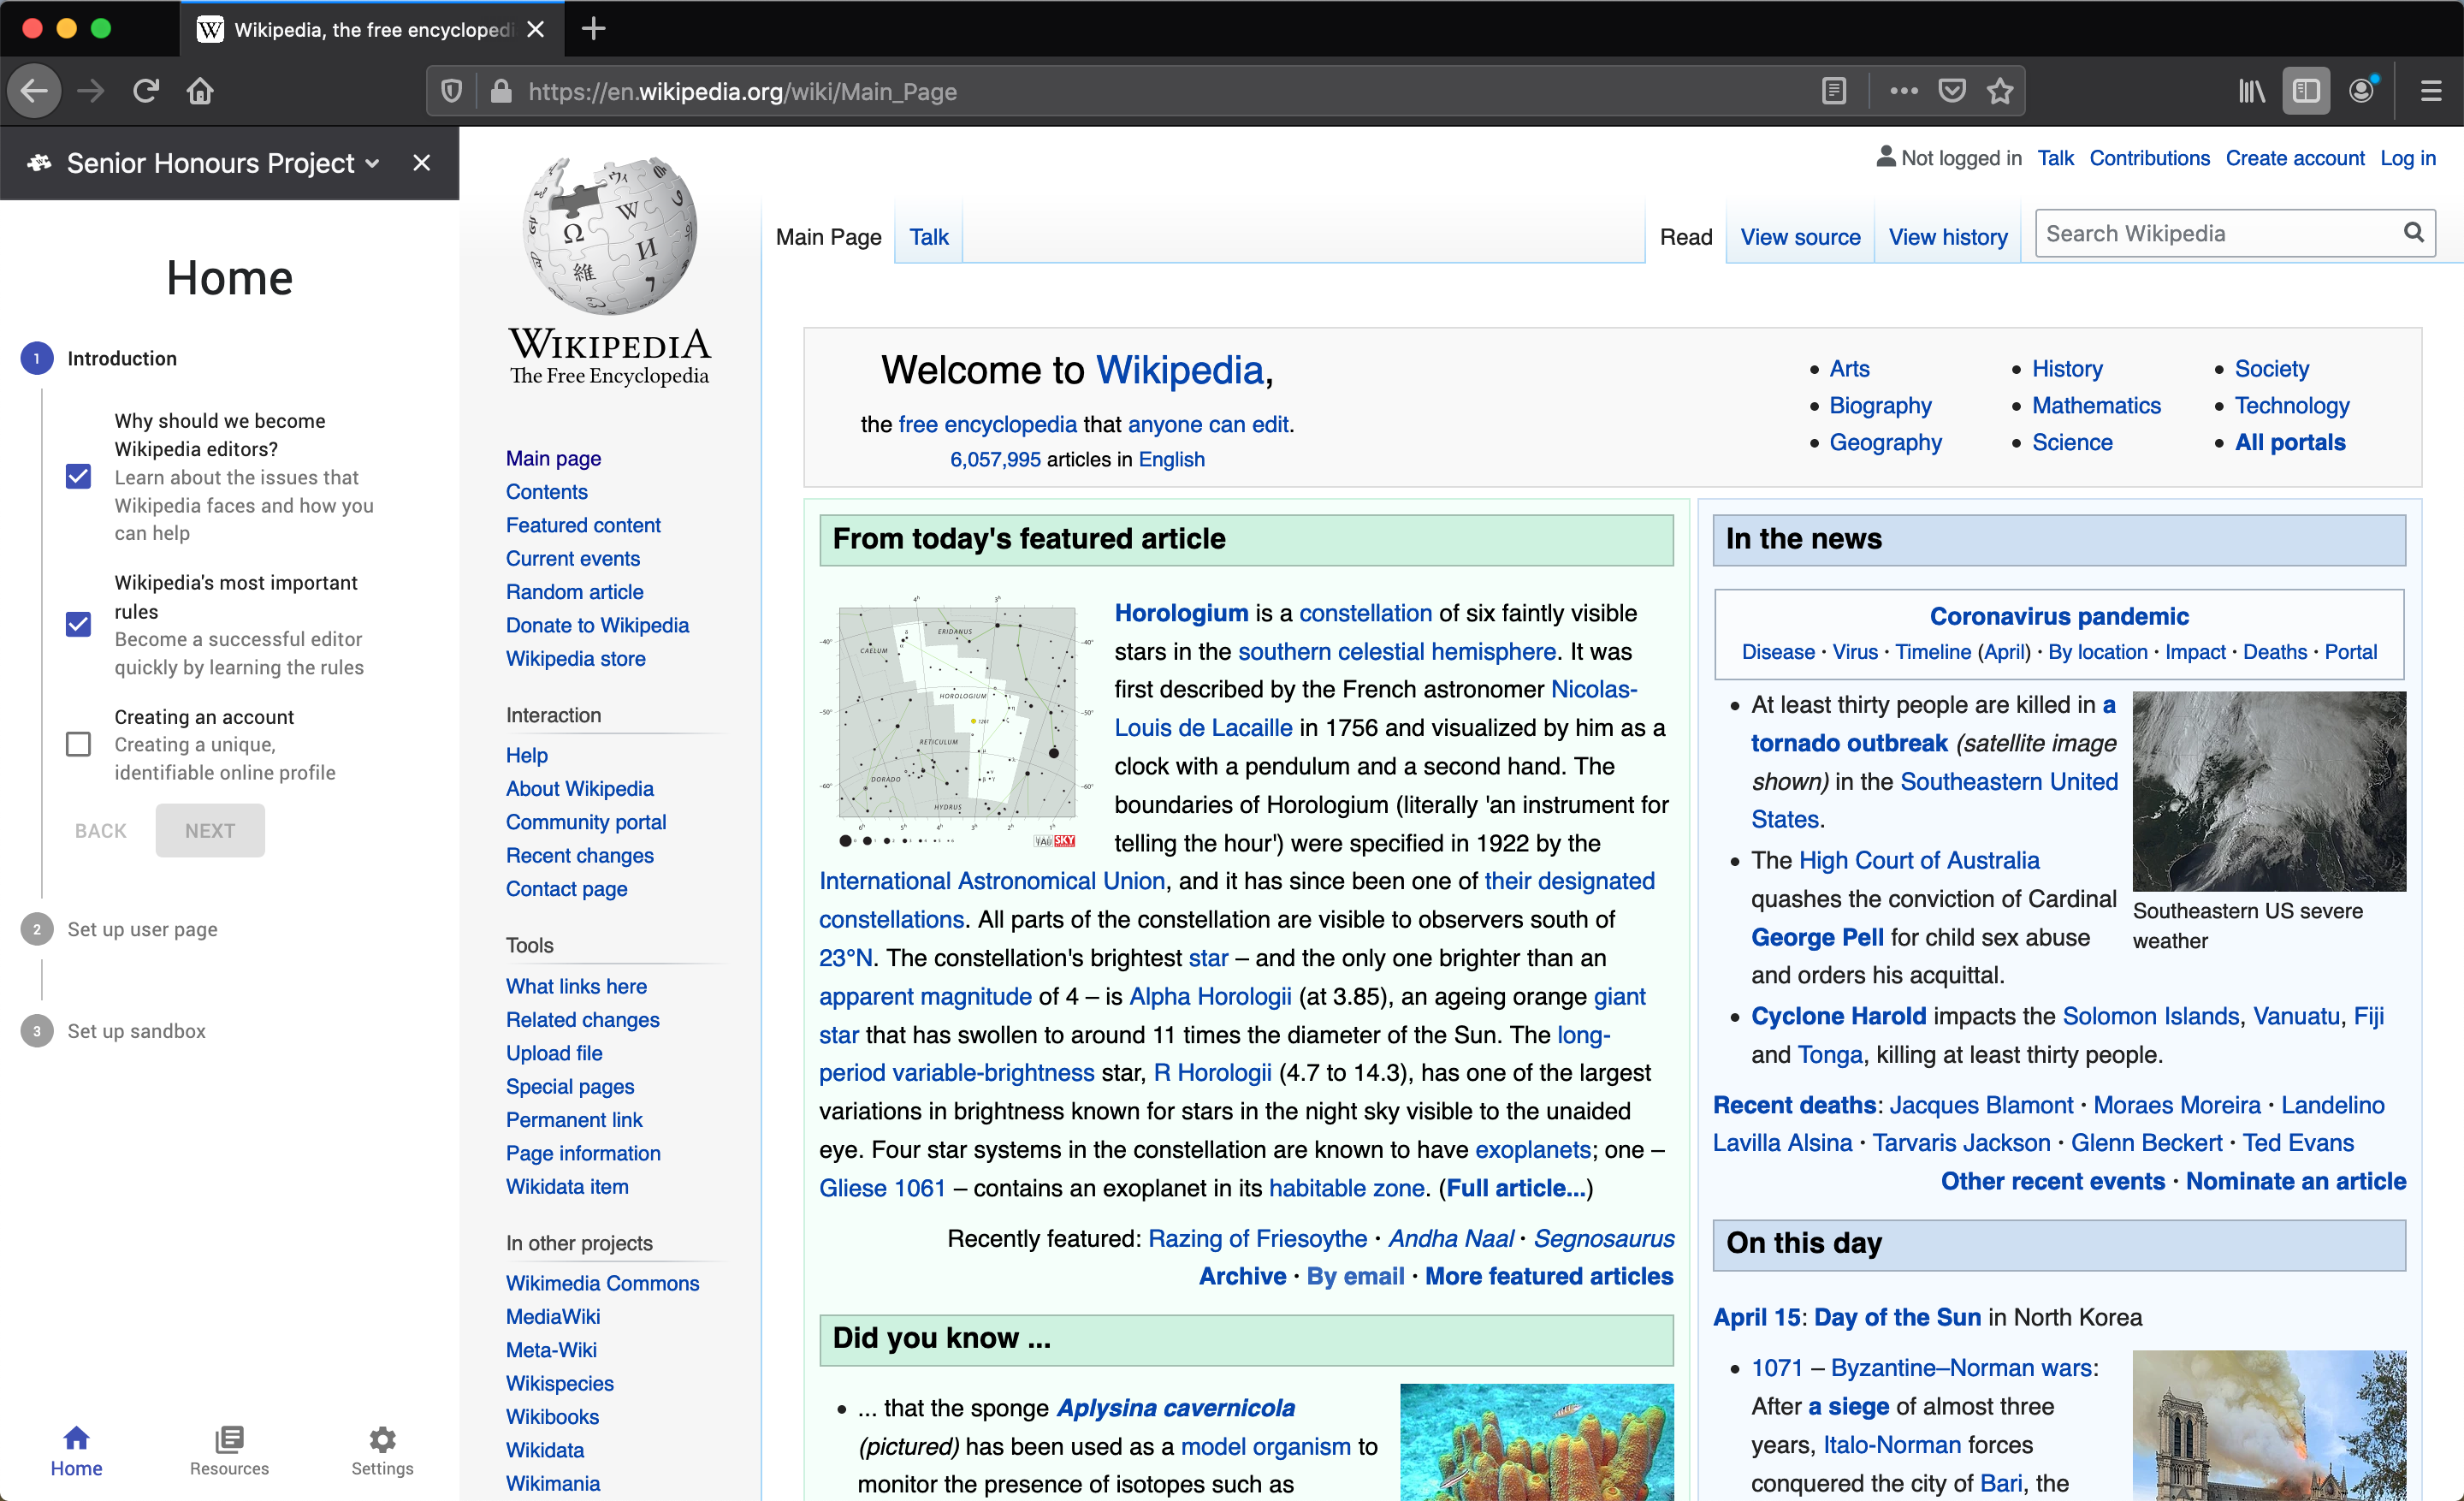 Wikipedia, the free encycloped
https://en.wikipedia.org/wiki/Main_Page
Senior Honours Project
Home
1 Introduction
Why should we become
Wikipedia editors?
Learn about the issues that
Wikipedia faces and how you
can help
Wikipedia's most important
rules
Become a successful editor
quickly by learning the rules
Creating an account
Creating a unique,
identifiable online profile
BACK NEXT
2 Set up user page
3 Set up sandbox
Home Resources Settings
WIKIPEDIA
The Free Encyclopedia
Main page
Contents
Featured content
Current events
Random article
Donate to Wikipedia
Wikipedia store
Interaction
Help
About Wikipedia
Community portal
Recent changes
Contact page
Tools
What links here
Related changes
Upload file
Special pages
Permanent link
Page information
Wikidata item
In other projects
Wikimedia Commons
MediaWiki
Meta-Wiki
Wikispecies
Wikibooks
Wikidata
Wikimania
Not logged in Talk Contributions Create account Log in
Main Page Talk Read View source View history Search Wikipedia
Welcome to Wikipedia,
the free encyclopedia that anyone can edit.
6,057,995 articles in English
• Arts
• Biography
• Geography
• History
• Mathematics
• Science
• Society
• Technology
• All portals
From today's featured article
ERIDANUS
CAELUM
HOROLOGIUM
RETICULUM
DORADO
HYDRUS
IAU SKY
Horologium is a constellation of six faintly visible
stars in the southern celestial hemisphere. It was
first described by the French astronomer Nicolas-
Louis de Lacaille in 1756 and visualized by him as a
clock with a pendulum and a second hand. The
boundaries of Horologium (literally 'an instrument for
telling the hour') were specified in 1922 by the
International Astronomical Union, and it has since been one of their designated
constellations. All parts of the constellation are visible to observers south of
23°N. The constellation's brightest star – and the only one brighter than an
apparent magnitude of 4 – is Alpha Horologii (at 3.85), an ageing orange giant
star that has swollen to around 11 times the diameter of the Sun. The long-
period variable-brightness star, R Horologii (4.7 to 14.3), has one of the largest
variations in brightness known for stars in the night sky visible to the unaided
eye. Four star systems in the constellation are known to have exoplanets; one –
Gliese 1061 – contains an exoplanet in its habitable zone. (Full article...)
Recently featured: Razing of Friesoythe · Andha Naal · Segnosaurus
Archive · By email · More featured articles
Did you know ...
• ... that the sponge Aplysina cavernicola
(pictured) has been used as a model organism to
monitor the presence of isotopes such as
In the news
Coronavirus pandemic
Disease · Virus · Timeline (April) · By location · Impact · Deaths · Portal
• At least thirty people are killed in a
tornado outbreak (satellite image
shown) in the Southeastern United
States.
• The High Court of Australia
quashes the conviction of Cardinal
George Pell for child sex abuse
and orders his acquittal.
Southeastern US severe
weather
• Cyclone Harold impacts the Solomon Islands, Vanuatu, Fiji
and Tonga, killing at least thirty people.
Recent deaths: Jacques Blamont · Moraes Moreira · Landelino
Lavilla Alsina · Tarvaris Jackson · Glenn Beckert · Ted Evans
Other recent events · Nominate an article
On this day
April 15: Day of the Sun in North Korea
• 1071 – Byzantine–Norman wars:
After a siege of almost three
years, Italo-Norman forces
conquered the city of Bari, the